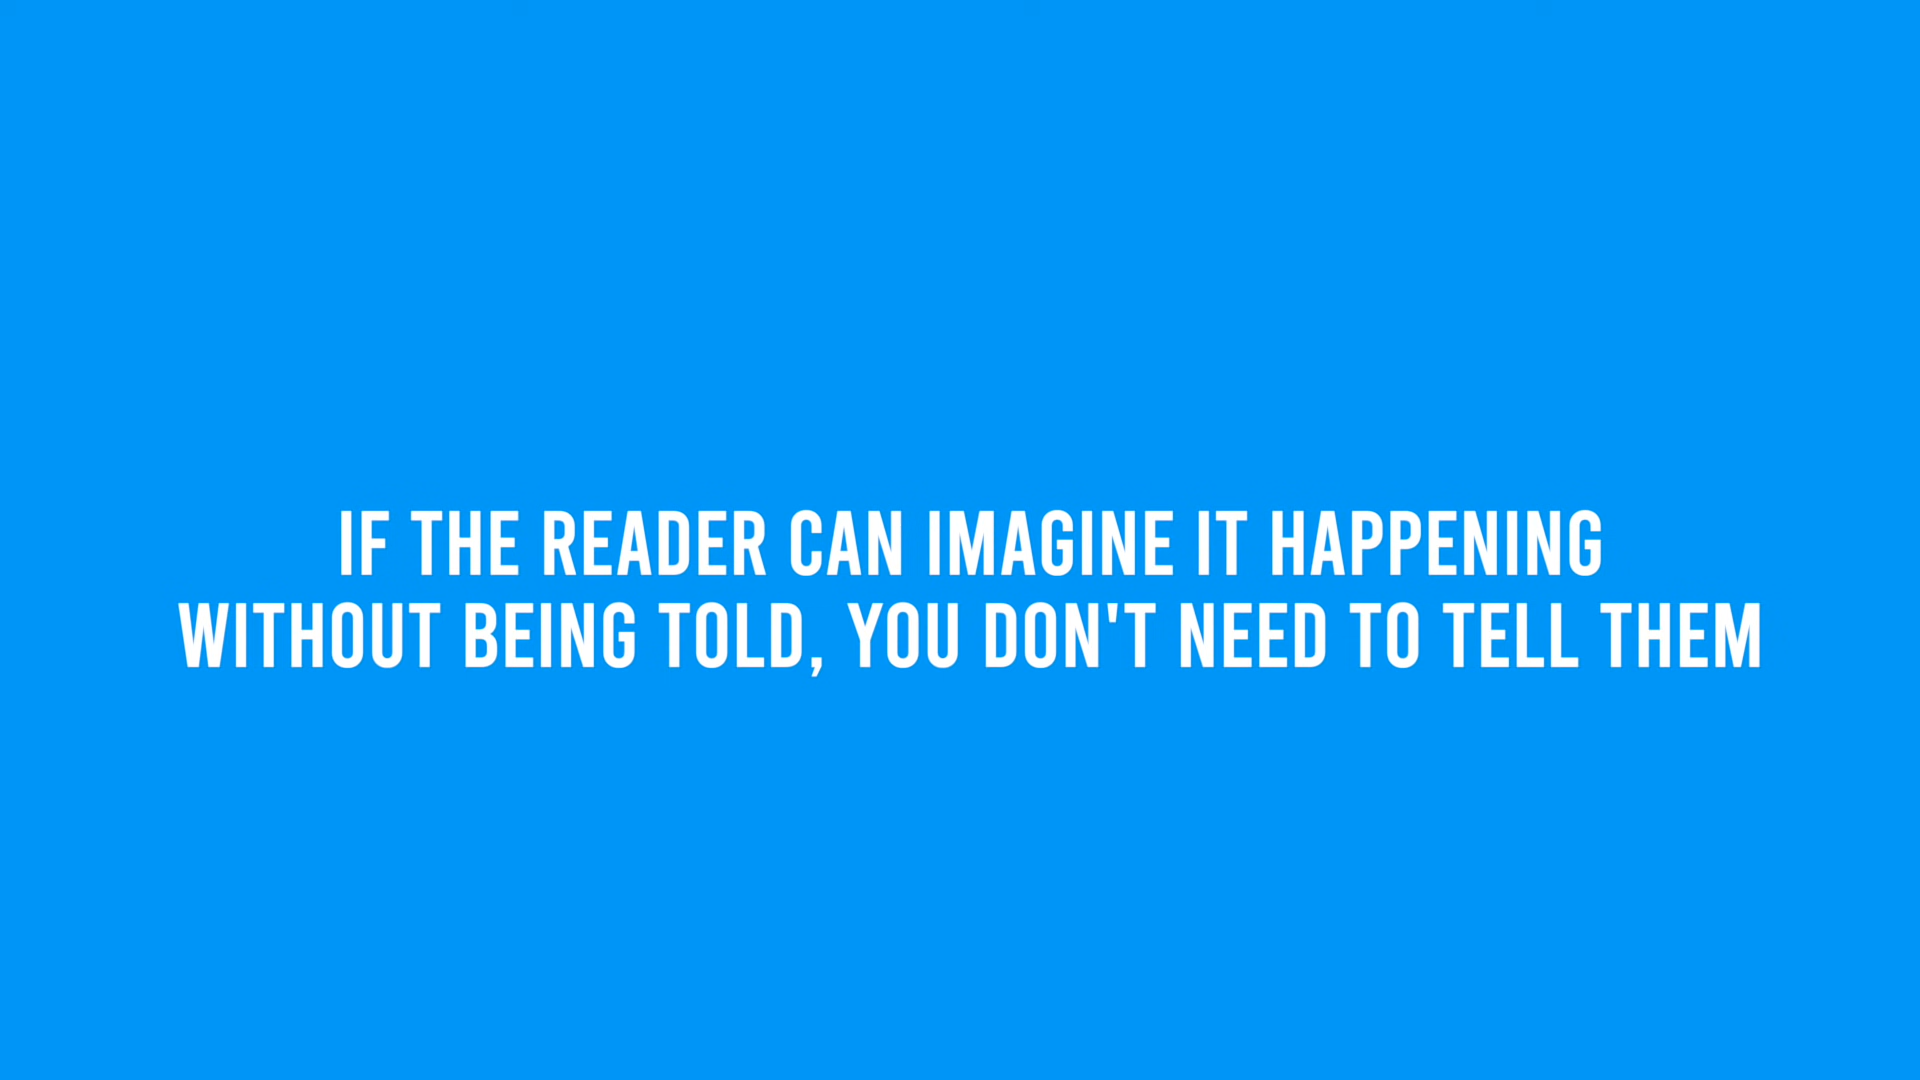 IF THE READER CAN IMAGINE IT HAPPENING
WITHOUT BEING TOLD, YOU DON'T NEED TO TELL THEM